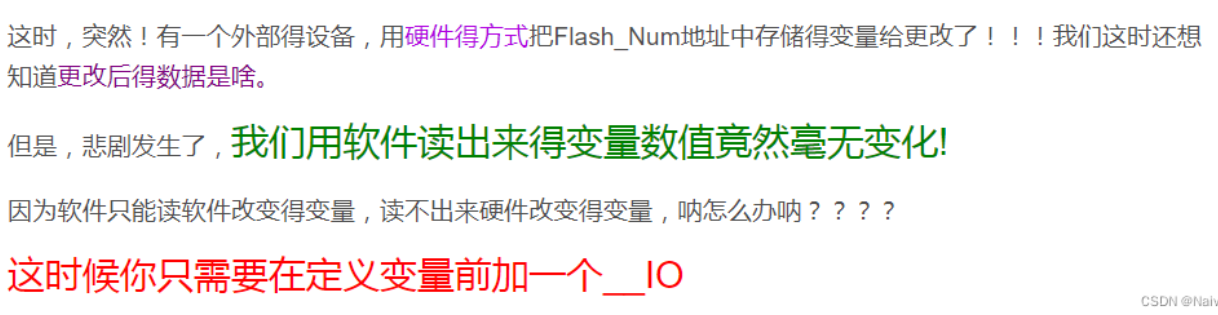 这时，突然！有一个外部得设备，用硬件得方式把Flash_Num地址中存储得变量给更改了！！！我们这时还想
知道更改后得数据是啥。
但是，悲剧发生了，我们用软件读出来得变量数值竟然毫无变化!
因为软件只能读软件改变得变量，读不出来硬件改变得变量，呐怎么办呐？？？？
这时候你只需要在定义变量前加一个__IO
CSDN @Naiv